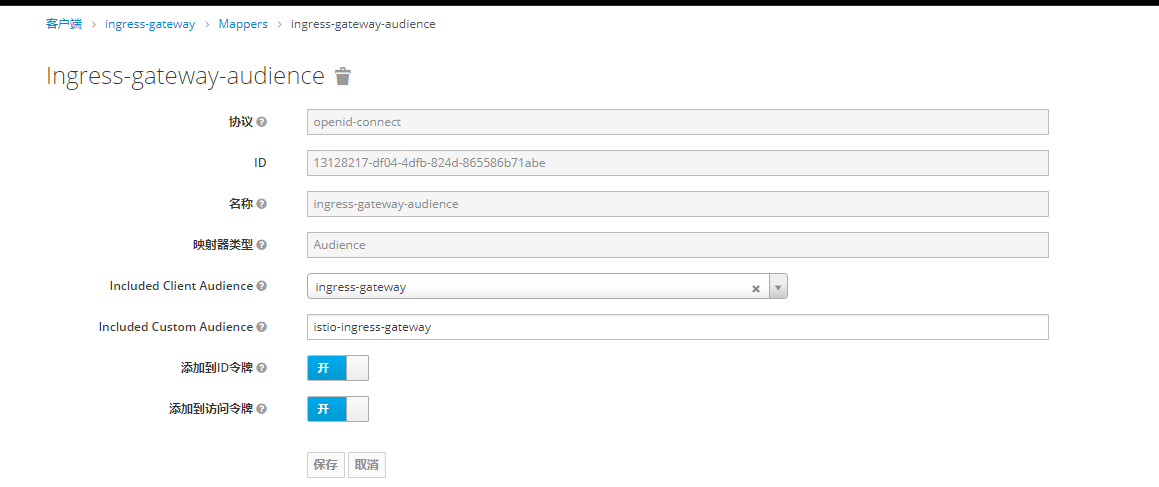 客户端 > ingress-gateway > Mappers > ingress-gateway-audience
Ingress-gateway-audience
协议 openid-connect
ID 13128217-df04-4dfb-824d-865586b71abe
名称 ingress-gateway-audience
映射器类型 Audience
Included Client Audience ingress-gateway
Included Custom Audience istio-ingress-gateway
添加到ID令牌 开
添加到访问令牌 开
保存 取消